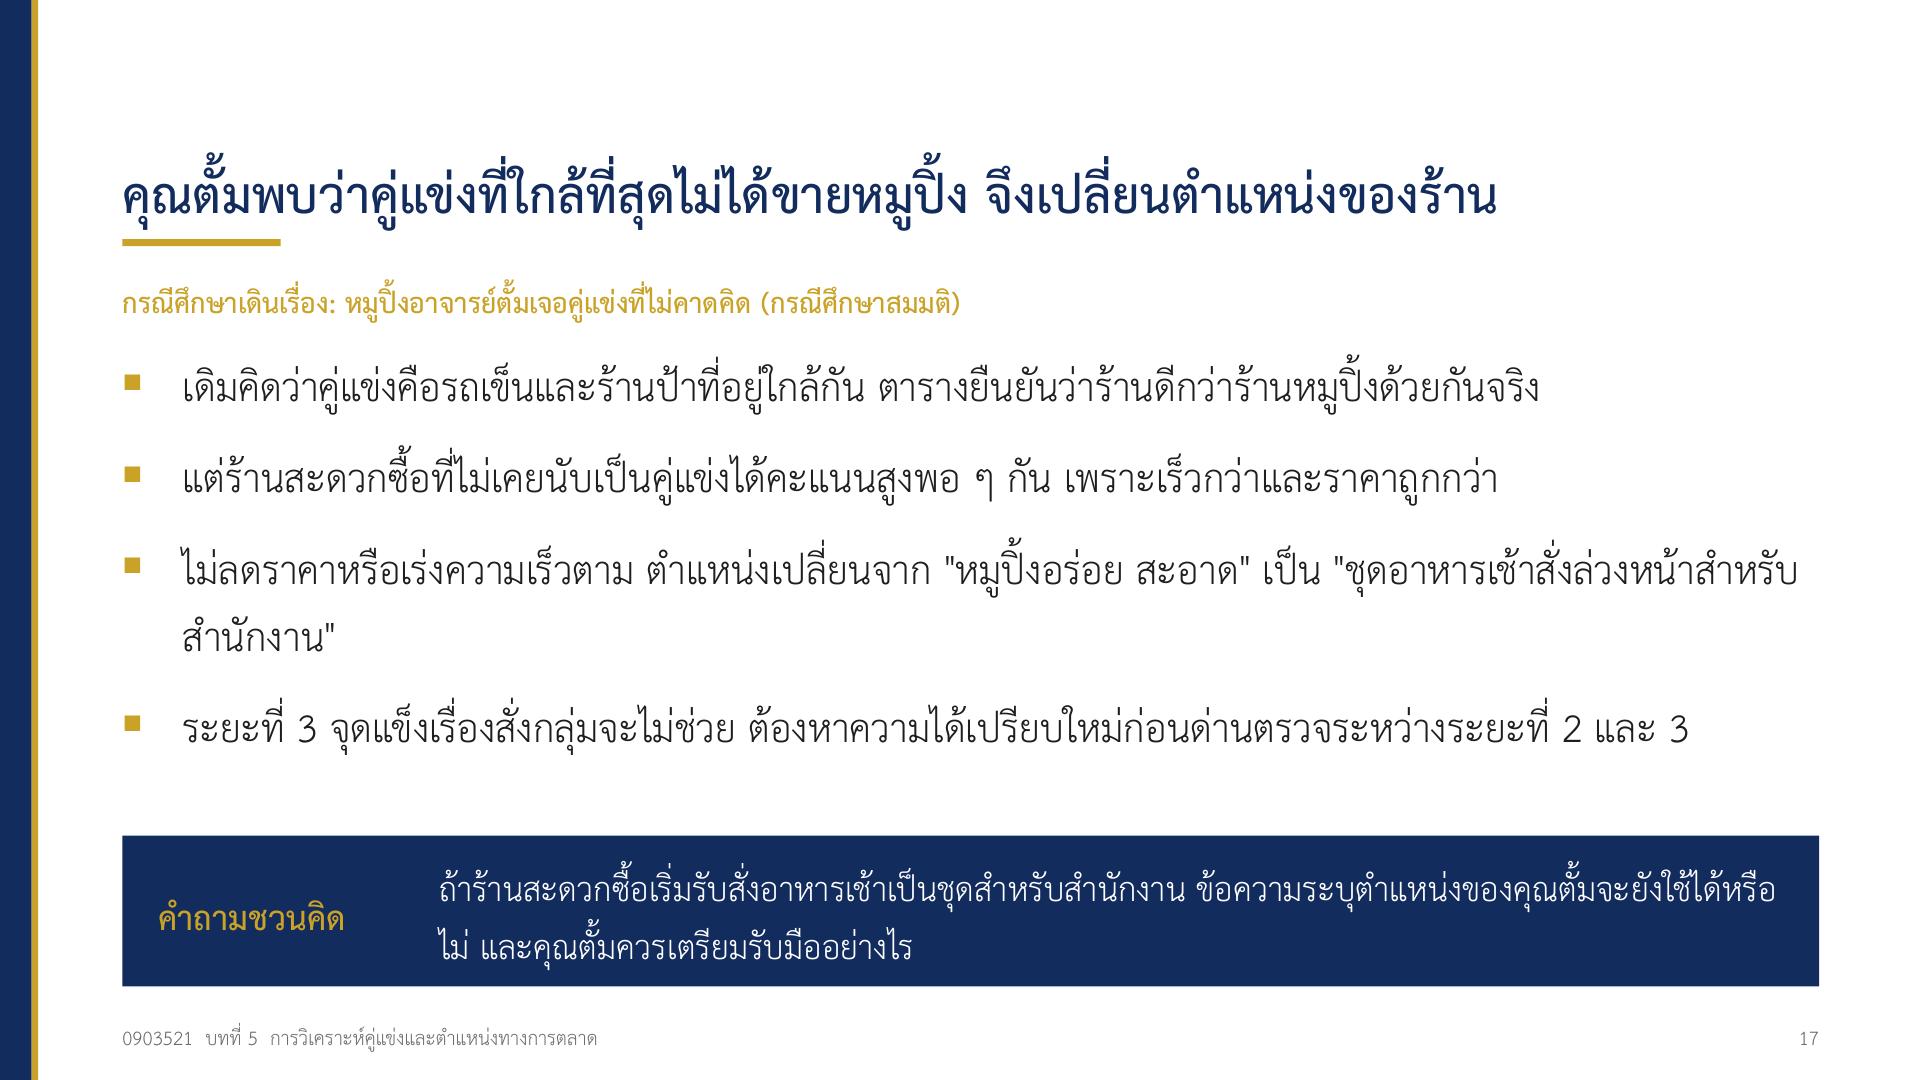 คุณตั้มพบว่าคู่แข่งที่ใกล้ที่สุดไม่ได้ขายหมูปิ้ง จึงเปลี่ยนตำแหน่งของร้าน
กรณีศึกษาเดินเรื่อง: หมูปิ้งอาจารย์ตั้มเจอคู่แข่งที่ไม่คาดคิด (กรณีศึกษาสมมติ)
▪ เดิมคิดว่าคู่แข่งคือรถเข็นและร้านป้าที่อยู่ใกล้กัน ตารางยืนยันว่าร้านดีกว่าร้านหมูปิ้งด้วยกันจริง
▪ แต่ร้านสะดวกซื้อที่ไม่เคยนับเป็นคู่แข่งได้คะแนนสูงพอ ๆ กัน เพราะเร็วกว่าและราคาถูกกว่า
▪ ไม่ลดราคาหรือเร่งความเร็วตาม ตำแหน่งเปลี่ยนจาก "หมูปิ้งอร่อย สะอาด" เป็น "ชุดอาหารเช้าสั่งล่วงหน้าสำหรับ
สำนักงาน"
▪ ระยะที่ 3 จุดแข็งเรื่องสั่งกลุ่มจะไม่ช่วย ต้องหาความได้เปรียบใหม่ก่อนด่านตรวจระหว่างระยะที่ 2 และ 3
คำถามชวนคิด
ถ้าร้านสะดวกซื้อเริ่มรับสั่งอาหารเช้าเป็นชุดสำหรับสำนักงาน ข้อความระบุตำแหน่งของคุณตั้มจะยังใช้ได้หรือ
ไม่ และคุณตั้มควรเตรียมรับมืออย่างไร
0903521 บทที่ 5 การวิเคราะห์คู่แข่งและตำแหน่งทางการตลาด
17